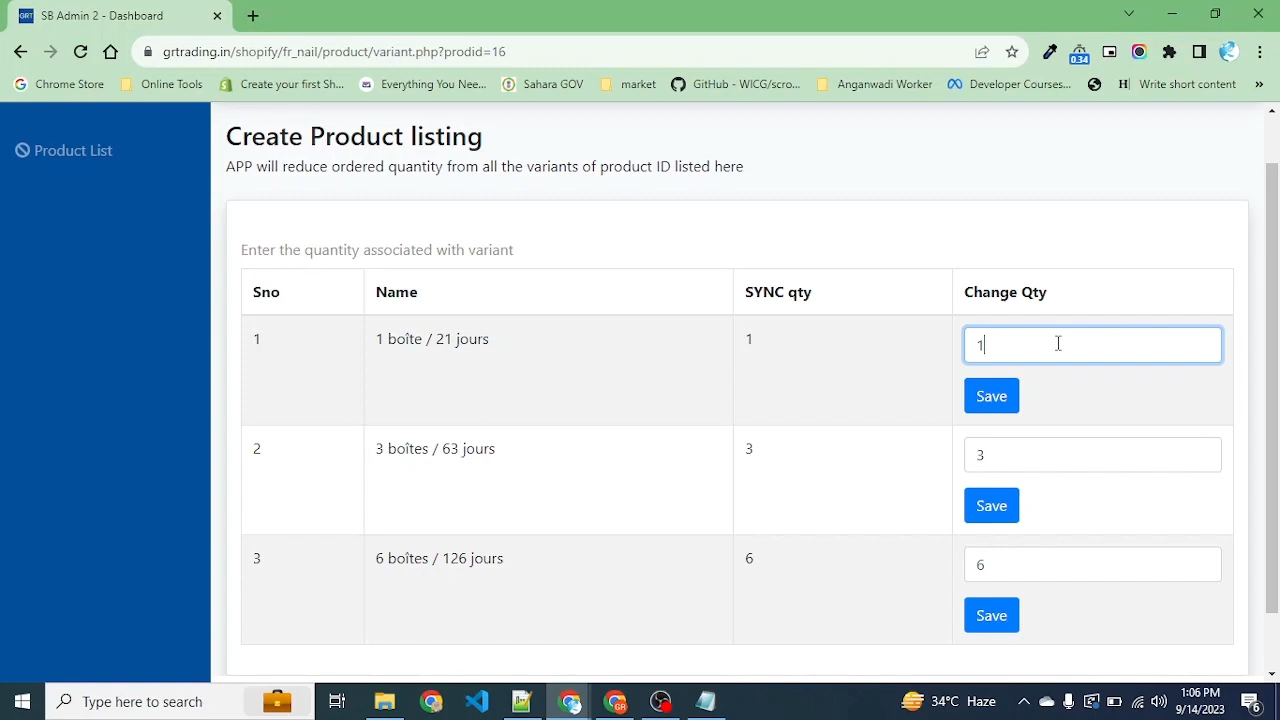 GRT SB Admin 2 - Dashboard
grtrading.in/shopify/fr_nail/product/variant.php?prodid=16
0.34
Chrome Store Online Tools Create your first Sh... Everything You Nee... Sahara GOV market GitHub - WICG/scro... Anganwadi Worker Developer Courses... H Write short content »
Create Product listing
Product List
APP will reduce ordered quantity from all the variants of product ID listed here
Enter the quantity associated with variant
Sno Name SYNC qty Change Qty
1 1 boîte / 21 jours 1 1
Save
2 3 boîtes / 63 jours 3 3
Save
3 6 boîtes / 126 jours 6 6
Save
Type here to search 34°C Haze 1:06 PM
9/14/2023 6